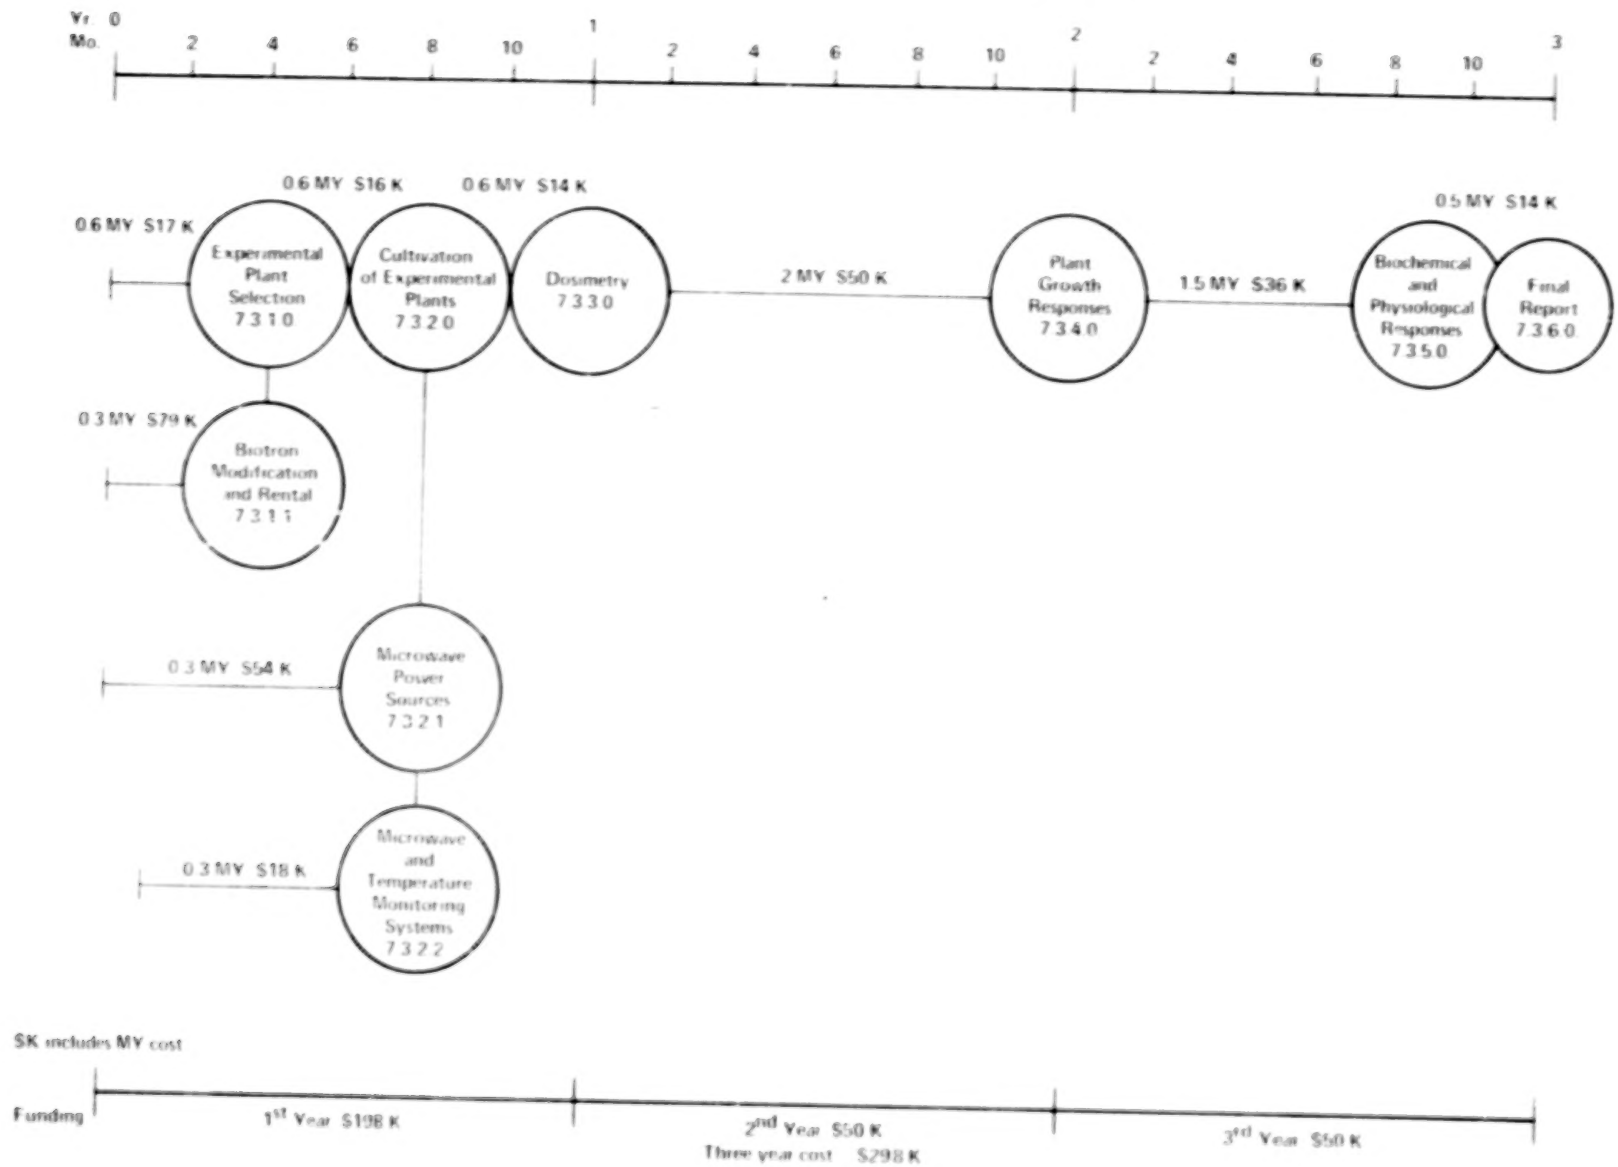 Yr. 0 1 2 3
Mo. 2 4 6 8 10 2 4 6 8 10 2 4 6 8 10
0.6 MY $17 K
0.6 MY $16 K
0.6 MY $14 K
2 MY $50 K
1.5 MY $36 K
0.5 MY $14 K
Experimental
Plant
Selection
7.3.1.0
Cultivation
of Experimental
Plants
7.3.2.0
Dosimetry
7.3.3.0
Plant
Growth
Responses
7.3.4.0
Biochemical
and
Physiological
Responses
7.3.5.0.
Final
Report
7.3.6.0.
0.3 MY $79 K
Biotron
Modification
and Rental
7.3.1.1
0.3 MY $54 K
Microwave
Power
Sources
7.3.2.1
0.3 MY $18 K
Microwave
and
Temperature
Monitoring
Systems
7.3.2.2
$K includes MY cost
Funding
1st Year $198 K
2nd Year $50 K
3rd Year $50 K
Three year cost $298 K